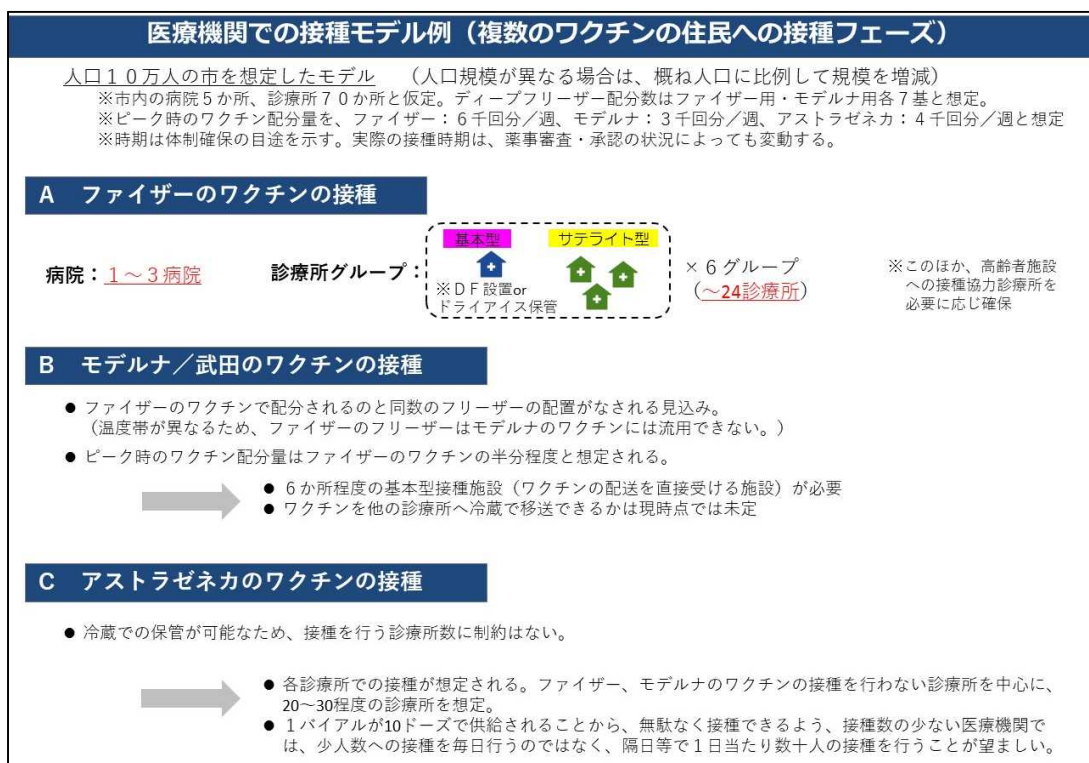 医療機関での接種モデル例（複数のワクチンの住民への接種フェーズ）
人口１０万人の市を想定したモデル　（人口規模が異なる場合は、概ね人口に比例して規模を増減）
※市内の病院５か所、診療所７０か所と仮定。ディープフリーザー配分数はファイザー用・モデルナ用各７基と想定。
※ピーク時のワクチン配分量を、ファイザー：６千回分／週、モデルナ：３千回分／週、アストラゼネカ：４千回分／週と想定
※時期は体制確保の目途を示す。実際の接種時期は、薬事審査・承認の状況によっても変動する。
A　ファイザーのワクチンの接種
病院：１～３病院
診療所グループ：
基本型
※ＤＦ設置or
ドライアイス保管
サテライト型
×６グループ
（～24診療所）
※このほか、高齢者施設
への接種協力診療所を
必要に応じ確保
B　モデルナ／武田のワクチンの接種
● ファイザーのワクチンで配分されるのと同数のフリーザーの配置がなされる見込み。
（温度帯が異なるため、ファイザーのフリーザーはモデルナのワクチンには流用できない。）
● ピーク時のワクチン配分量はファイザーのワクチンの半分程度と想定される。
● ６か所程度の基本型接種施設（ワクチンの配送を直接受ける施設）が必要
● ワクチンを他の診療所へ冷蔵で移送できるかは現時点では未定
C　アストラゼネカのワクチンの接種
● 冷蔵での保管が可能なため、接種を行う診療所数に制約はない。
● 各診療所での接種が想定される。ファイザー、モデルナのワクチンの接種を行わない診療所を中心に、
20～30程度の診療所を想定。
● １バイアルが10ドーズで供給されることから、無駄なく接種できるよう、接種数の少ない医療機関で
は、少人数への接種を毎日行うのではなく、隔日等で１日当たり数十人の接種を行うことが望ましい。